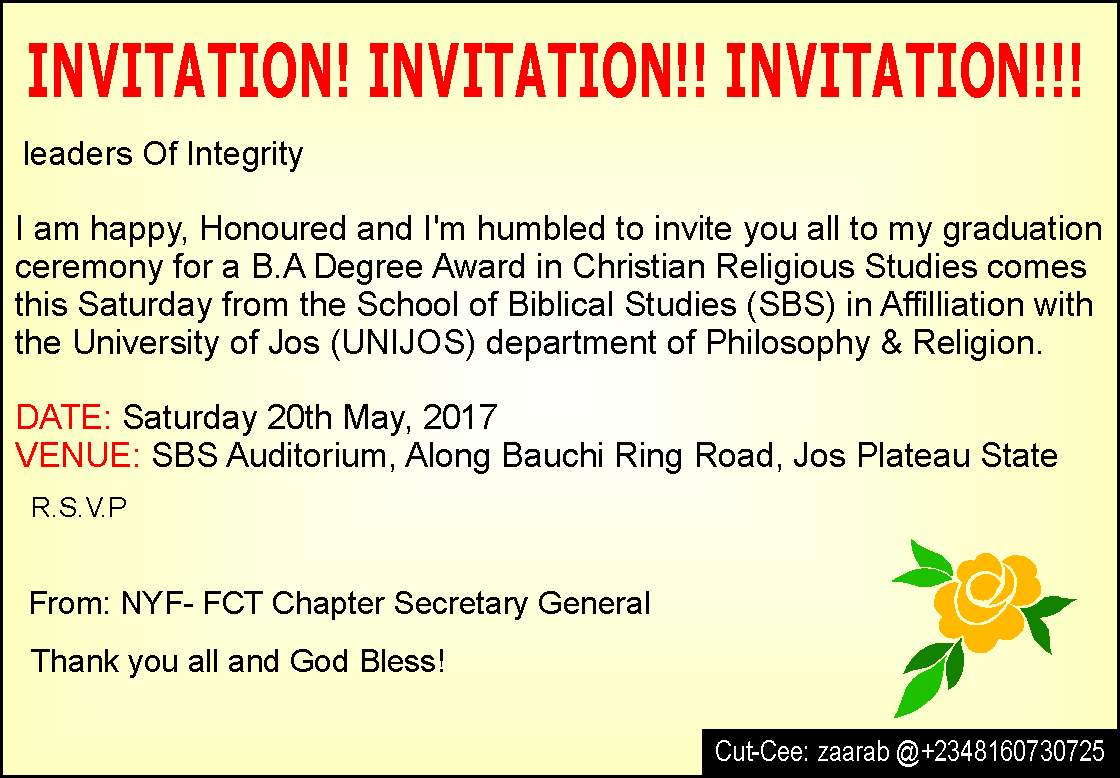 INVITATION! INVITATION!! INVITATION!!!
leaders Of Integrity
I am happy, Honoured and I'm humbled to invite you all to my graduation
ceremony for a B.A Degree Award in Christian Religious Studies comes
this Saturday from the School of Biblical Studies (SBS) in Affilliation with
the University of Jos (UNIJOS) department of Philosophy & Religion.
DATE: Saturday 20th May, 2017
VENUE: SBS Auditorium, Along Bauchi Ring Road, Jos Plateau State
R.S.V.P
From: NYF- FCT Chapter Secretary General
Thank you all and God Bless!
Cut-Cee: zaarab @+2348160730725